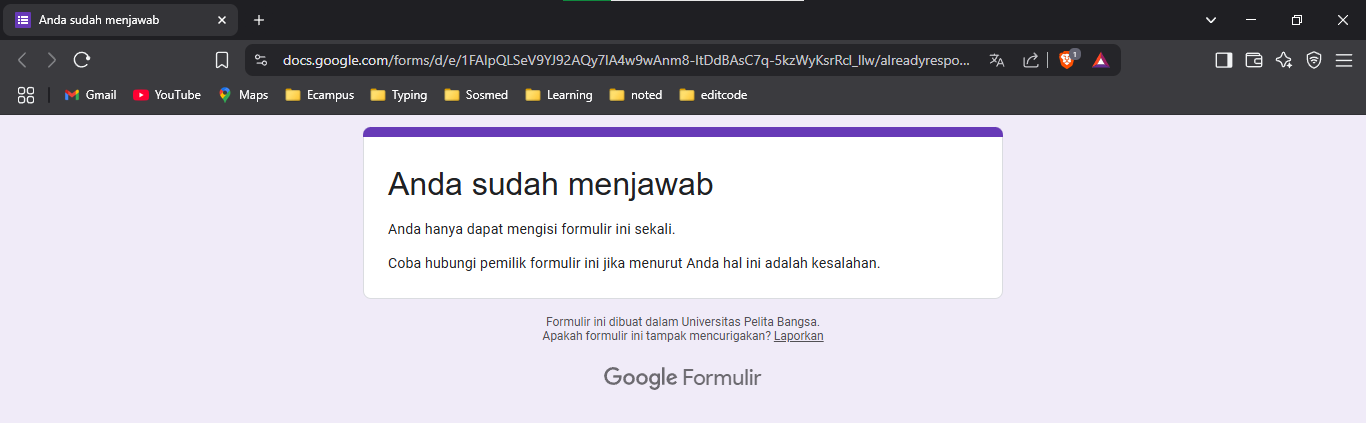 Anda sudah menjawab
docs.google.com/forms/d/e/1FAIpQLSeV9YJ92AQy7IA4w9wAnm8-ItDdBAsC7q-5kzWyKsrRcl_Ilw/alreadyrespo...
1
Gmail YouTube Maps Ecampus Typing Sosmed Learning noted editcode
Anda sudah menjawab
Anda hanya dapat mengisi formulir ini sekali.
Coba hubungi pemilik formulir ini jika menurut Anda hal ini adalah kesalahan.
Formulir ini dibuat dalam Universitas Pelita Bangsa.
Apakah formulir ini tampak mencurigakan? Laporkan
Google Formulir